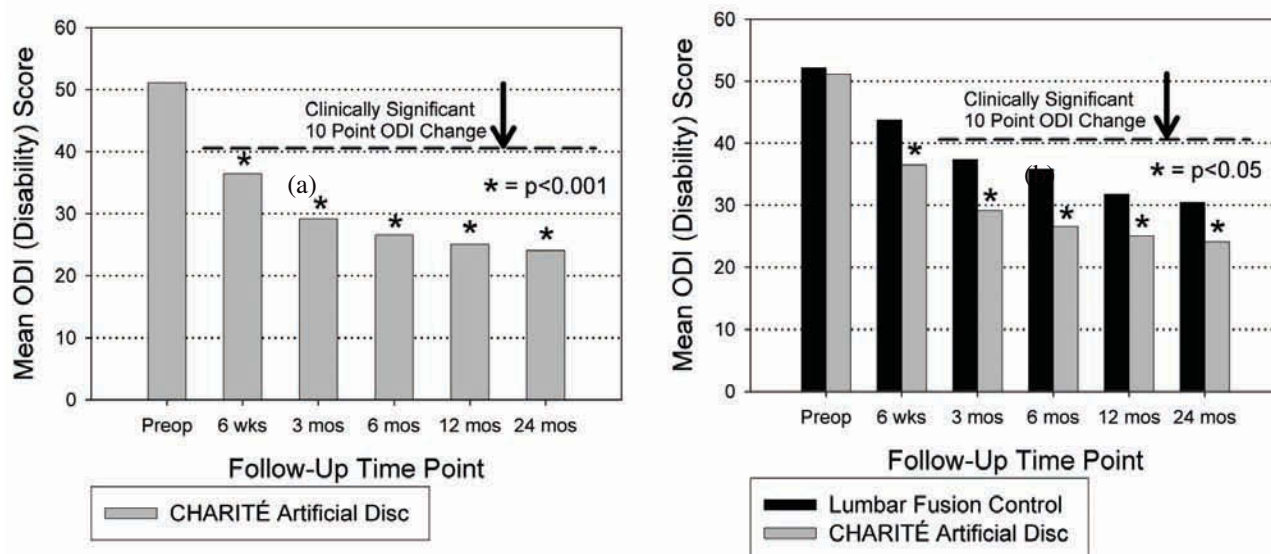 60
50
40
30
20
10
0
Mean ODI (Disability) Score
Clinically Significant
10 Point ODI Change
(a)
* = p<0.001
*
*
*
*
*
Preop 6 wks 3 mos 6 mos 12 mos 24 mos
Follow-Up Time Point
CHARITÉ Artificial Disc
60
50
40
30
20
10
0
Mean ODI (Disability) Score
Clinically Significant
10 Point ODI Change
* = p<0.05
*
*
*
*
*
Preop 6 wks 3 mos 6 mos 12 mos 24 mos
Follow-Up Time Point
Lumbar Fusion Control
CHARITÉ Artificial Disc